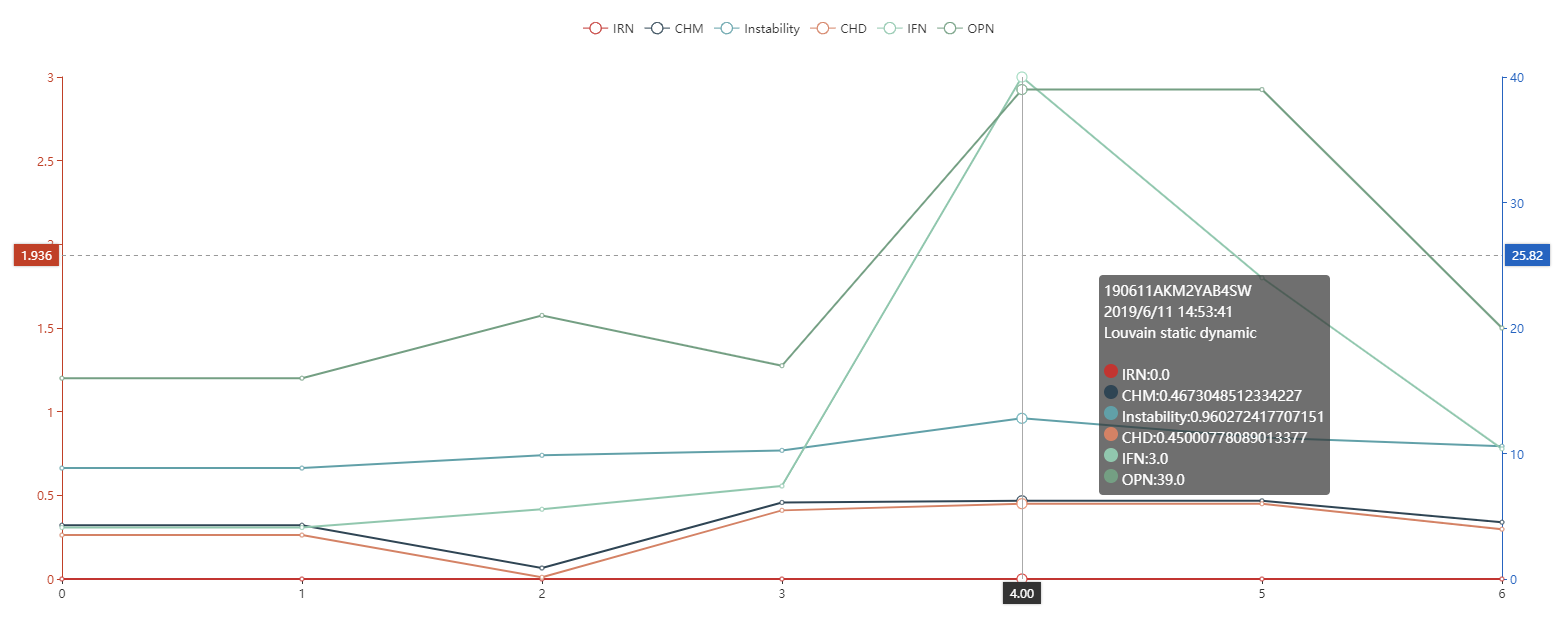 IRN CHM Instability CHD IFN OPN
3 40
2.5
30
2
1.936 25.82
190611AKM2YAB4SW
2019/6/11 14:53:41
1.5 20
Louvain static dynamic
IRN:0.0
CHM:0.4673048512334227
1
Instability:0.960272417707151
CHD:0.45000778089013377
10
IFN:3.0
OPN:39.0
0.5
0 0
0 1 2 3 4.00 5 6